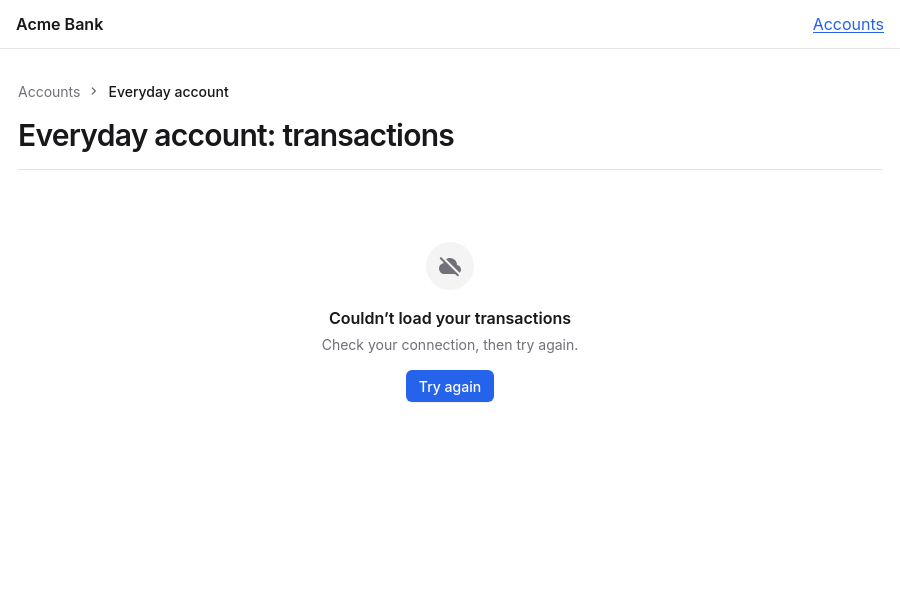 Acme Bank
Accounts
Accounts > Everyday account
Everyday account: transactions
Couldn’t load your transactions
Check your connection, then try again.
Try again